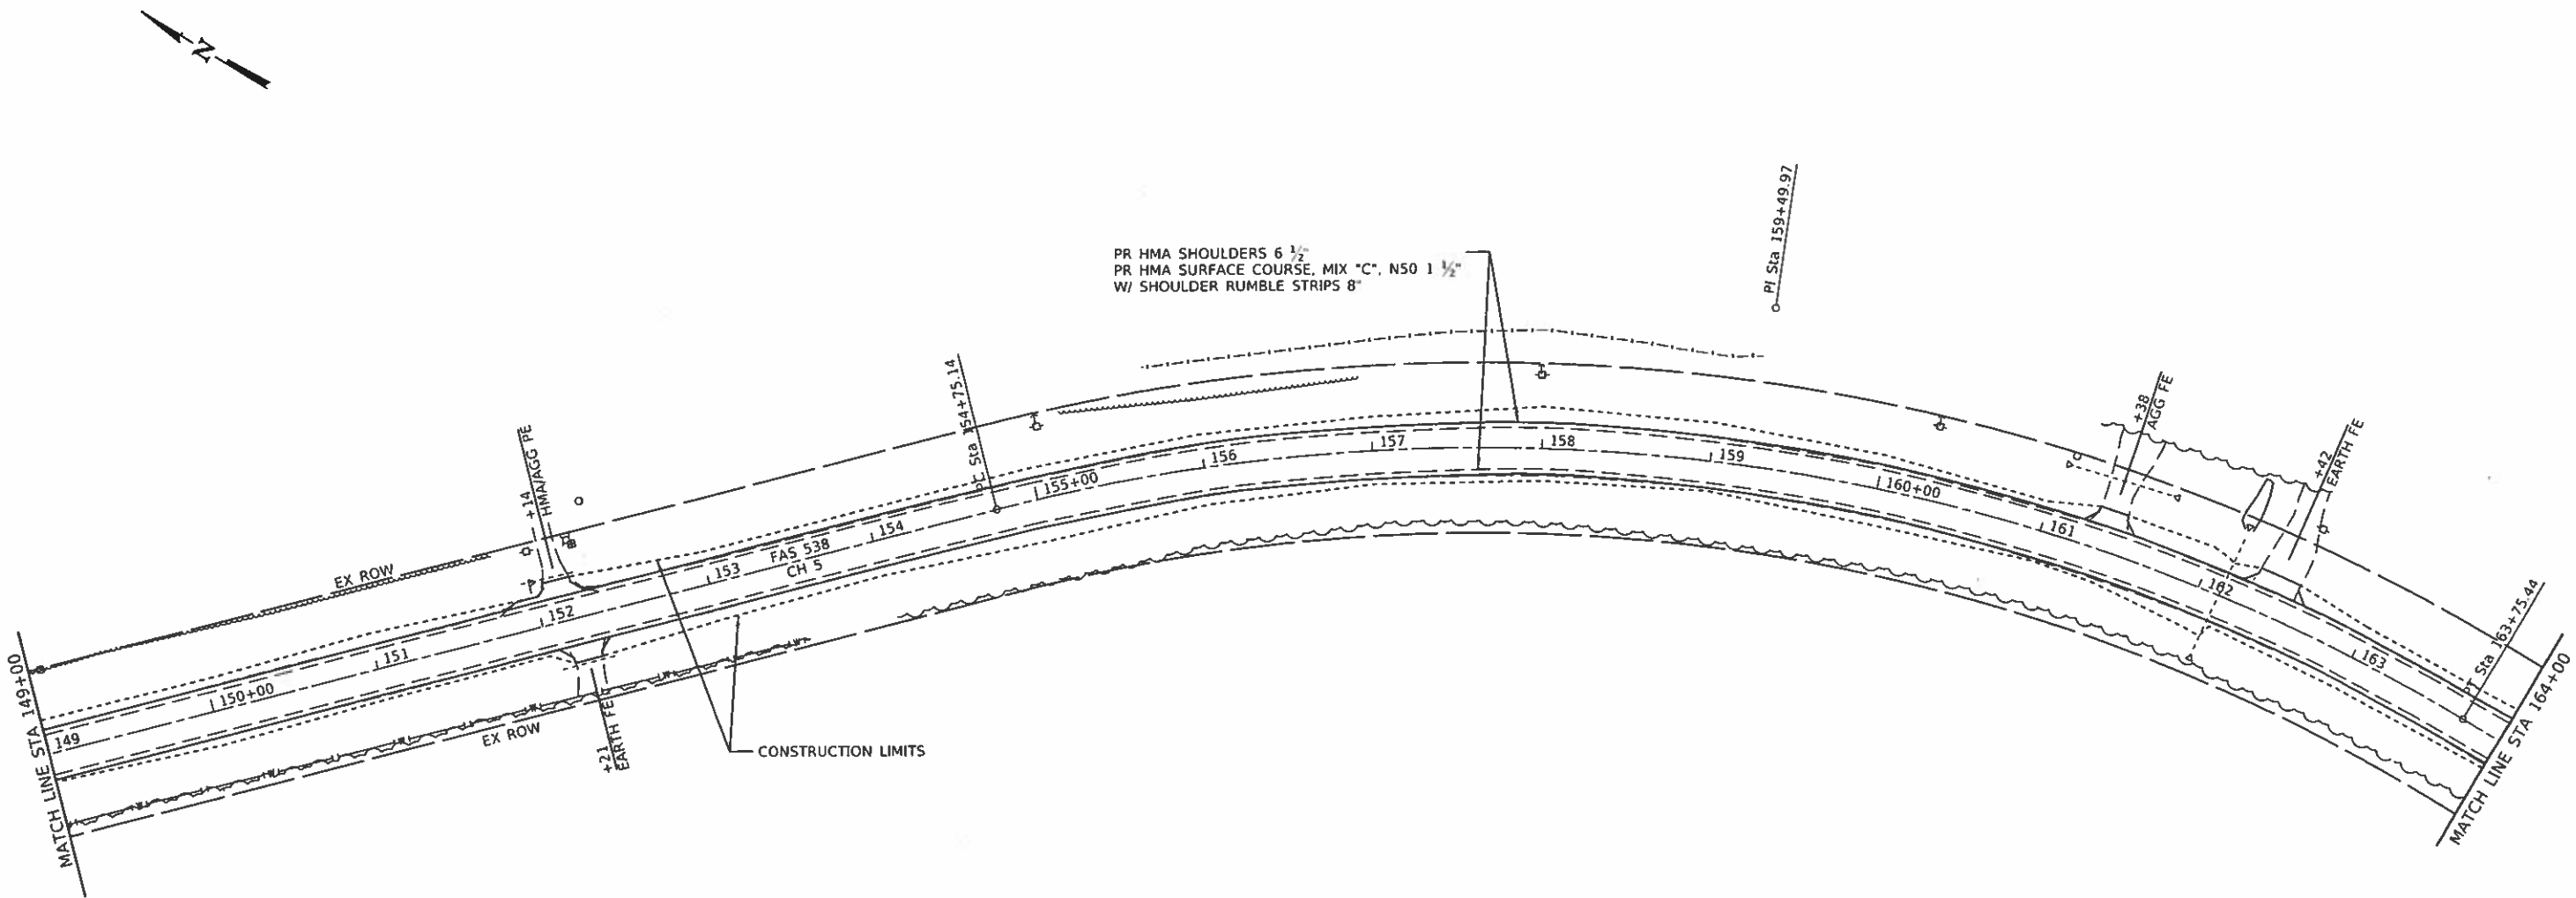 N
PI Sta 159+49.97
PR HMA SHOULDERS 6 ½"
PR HMA SURFACE COURSE, MIX "C", N50 1 ½"
W/ SHOULDER RUMBLE STRIPS 8"
PC Sta 154+75.14
+14
HMA/AGG PE
+38
AGG FE
+42
EARTH FE
EX ROW
149
150+00
151
152
153
154
155+00
156
157
158
159
160+00
161
162
163
FAS 538
CH 5
PT Sta 163+75.44
MATCH LINE STA 149+00
EX ROW
+21
EARTH FE
CONSTRUCTION LIMITS
MATCH LINE STA 164+00